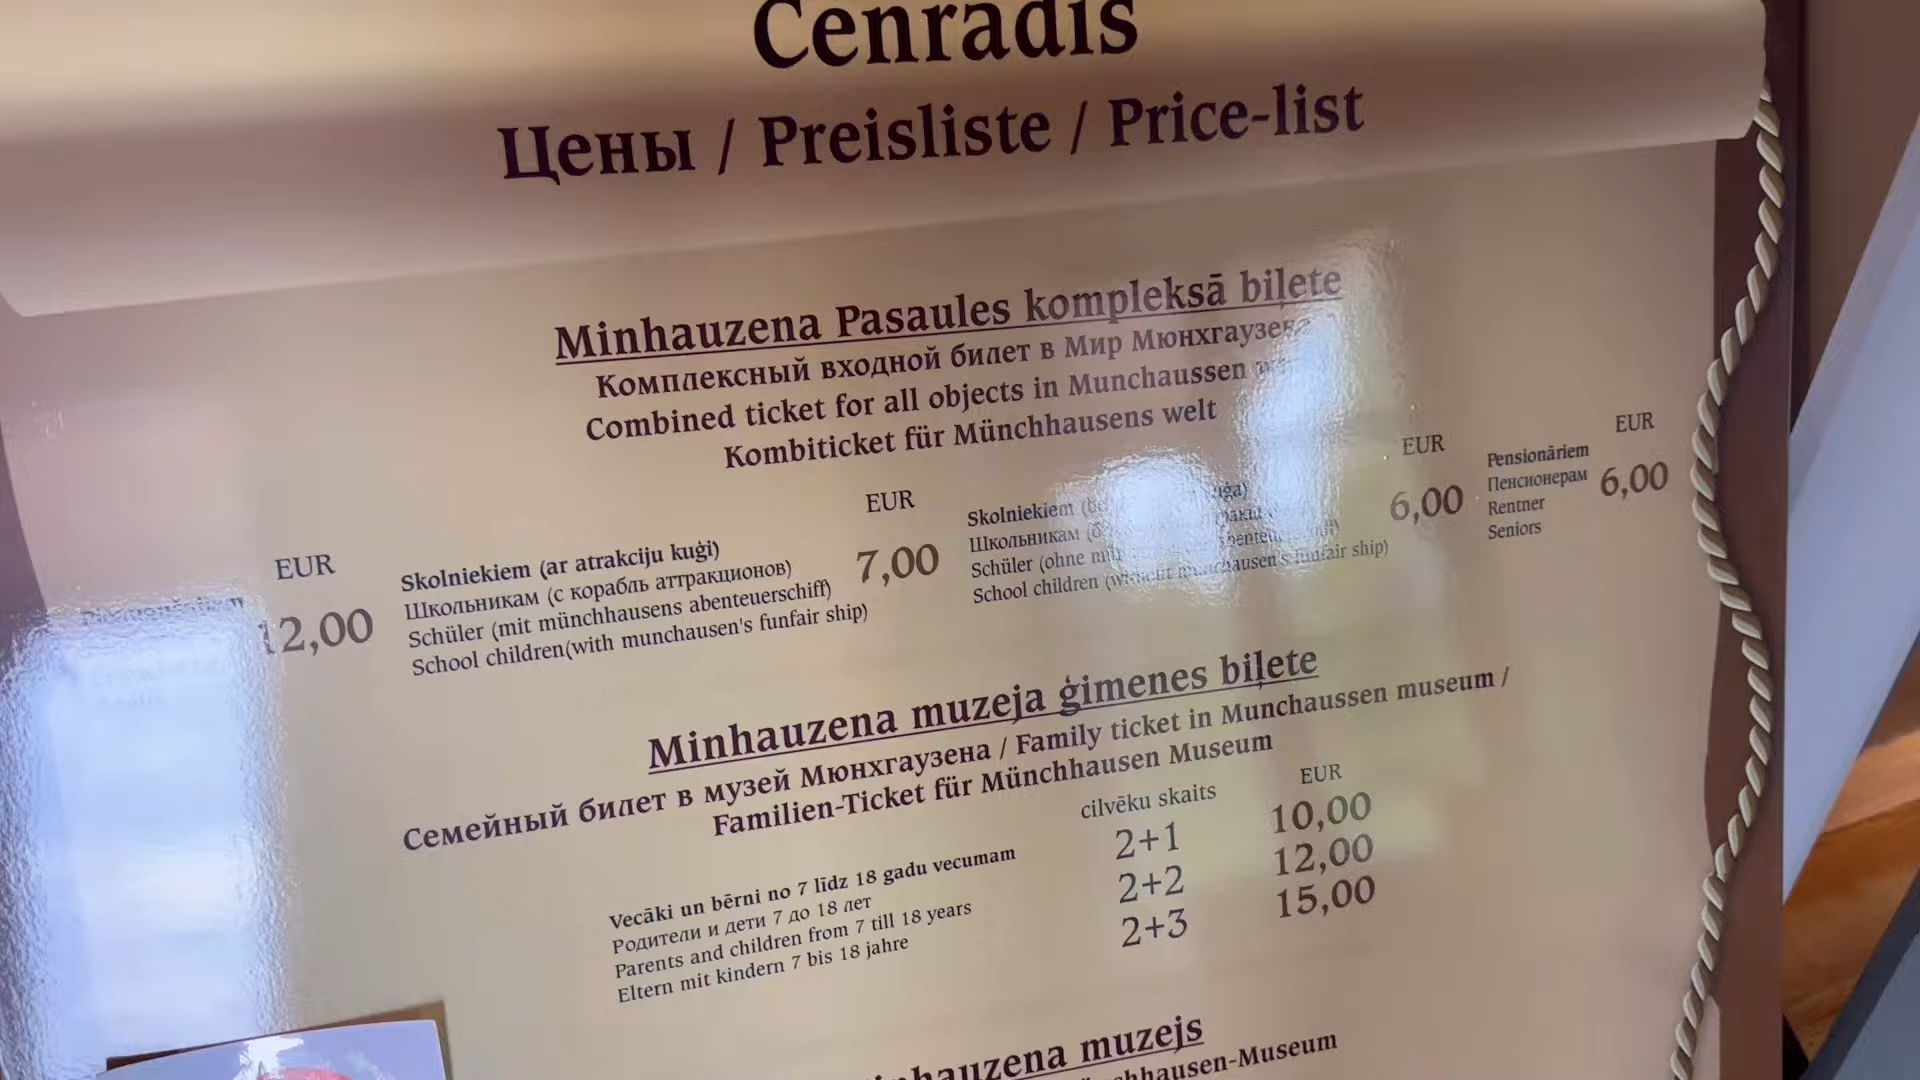 Cenrādis
Цены / Preisliste / Price-list
Minhauzena Pasaules kompleksā biļete
Комплексный входной билет в Мир Мюнхгаузена
Combined ticket for all objects in Munchaussen
Kombiticket für Münchhausens welt
EUR
12,00
Skolniekiem (ar atrakciju kuģi)
Школьникам (с корабль аттракционов)
Schüler (mit münchhausens abenteuerschiff)
School children(with munchausen's funfair ship)
EUR
7,00
Skolniekiem
Школьникам
Schüler (ohne
School children (without munchausen's funfair ship)
EUR
6,00
Pensionāriem
Пенсионерам
Rentner
Seniors
EUR
6,00
Minhauzena muzeja ģimenes biļete
Семейный билет в музей Мюнхгаузена / Family ticket in Munchaussen museum /
Familien-Ticket für Münchhausen Museum
Vecāki un bērni no 7 līdz 18 gadu vecumam
Родители и дети 7 до 18 лет
Parents and children from 7 till 18 years
Eltern mit kindern 7 bis 18 jahre
cilvēku skaits EUR
2+1 10,00
2+2 12,00
2+3 15,00
muzejs